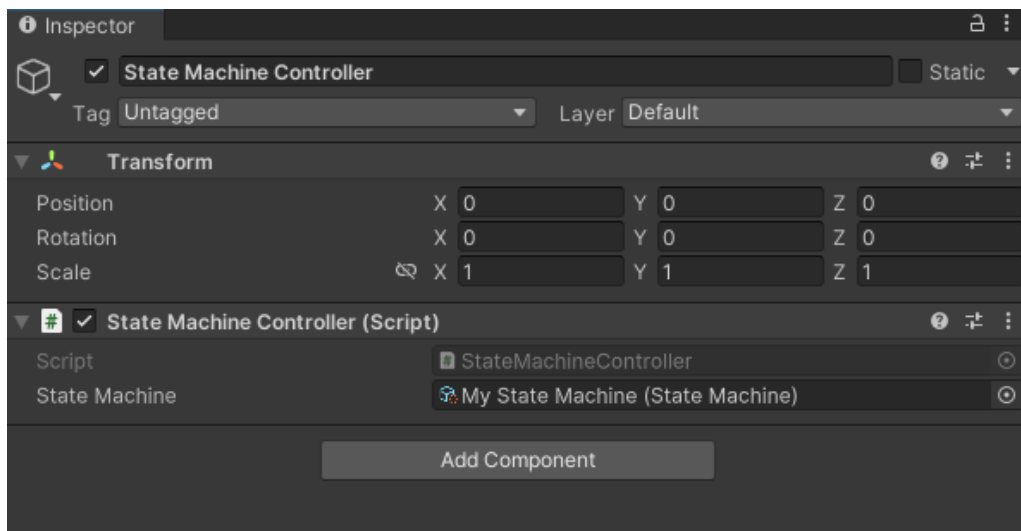 Inspector
State Machine Controller Static
Tag Untagged Layer Default
Transform
Position X 0 Y 0 Z 0
Rotation X 0 Y 0 Z 0
Scale X 1 Y 1 Z 1
# State Machine Controller (Script)
Script # StateMachineController
State Machine My State Machine (State Machine)
Add Component